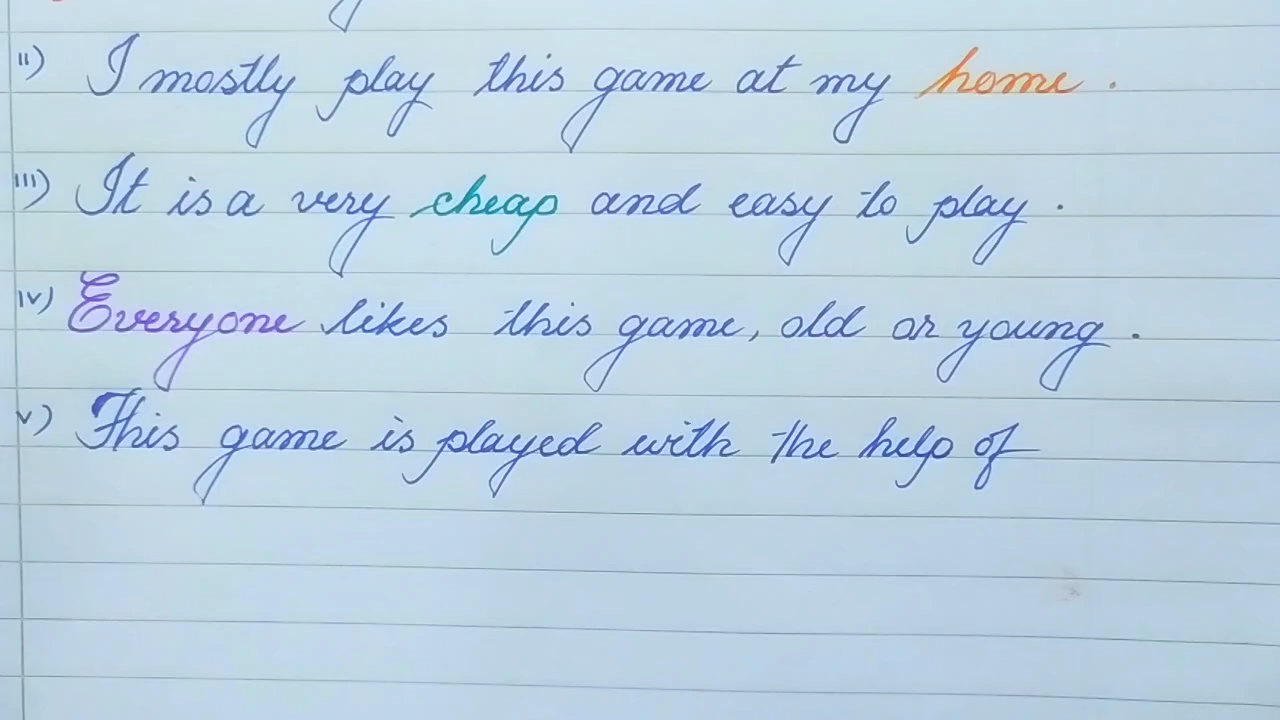 ii) I mostly play this game at my home.
iii) It is a very cheap and easy to play.
iv) Everyone likes this game, old or young.
v) This game is played with the help of